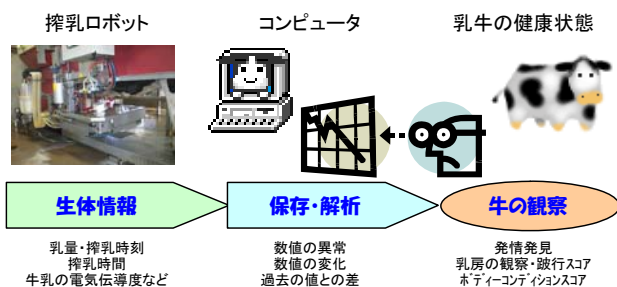 搾乳ロボット
コンピュータ
乳牛の健康状態
生体情報
保存・解析
牛の観察
乳量・搾乳時刻
搾乳時間
牛乳の電気伝導度など
数値の異常
数値の変化
過去の値との差
発情発見
乳房の観察・跛行スコア
ﾎﾞﾃﾞｨｰｺﾝﾃﾞｨｼｮﾝスコア